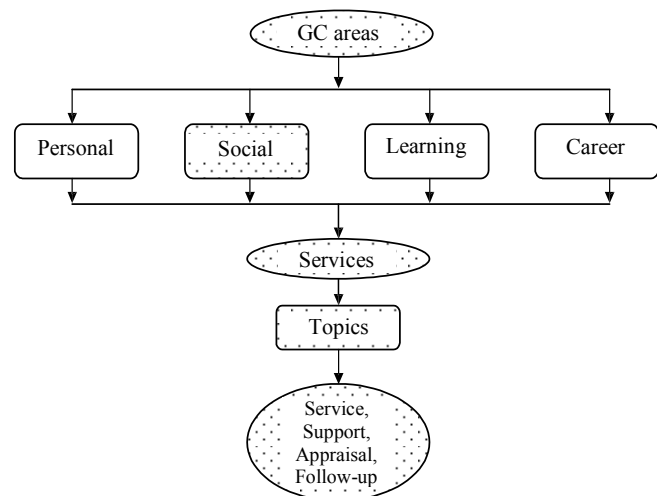 GC areas
Personal
Social
Learning
Career
Services
Topics
Service,
Support,
Appraisal,
Follow-up